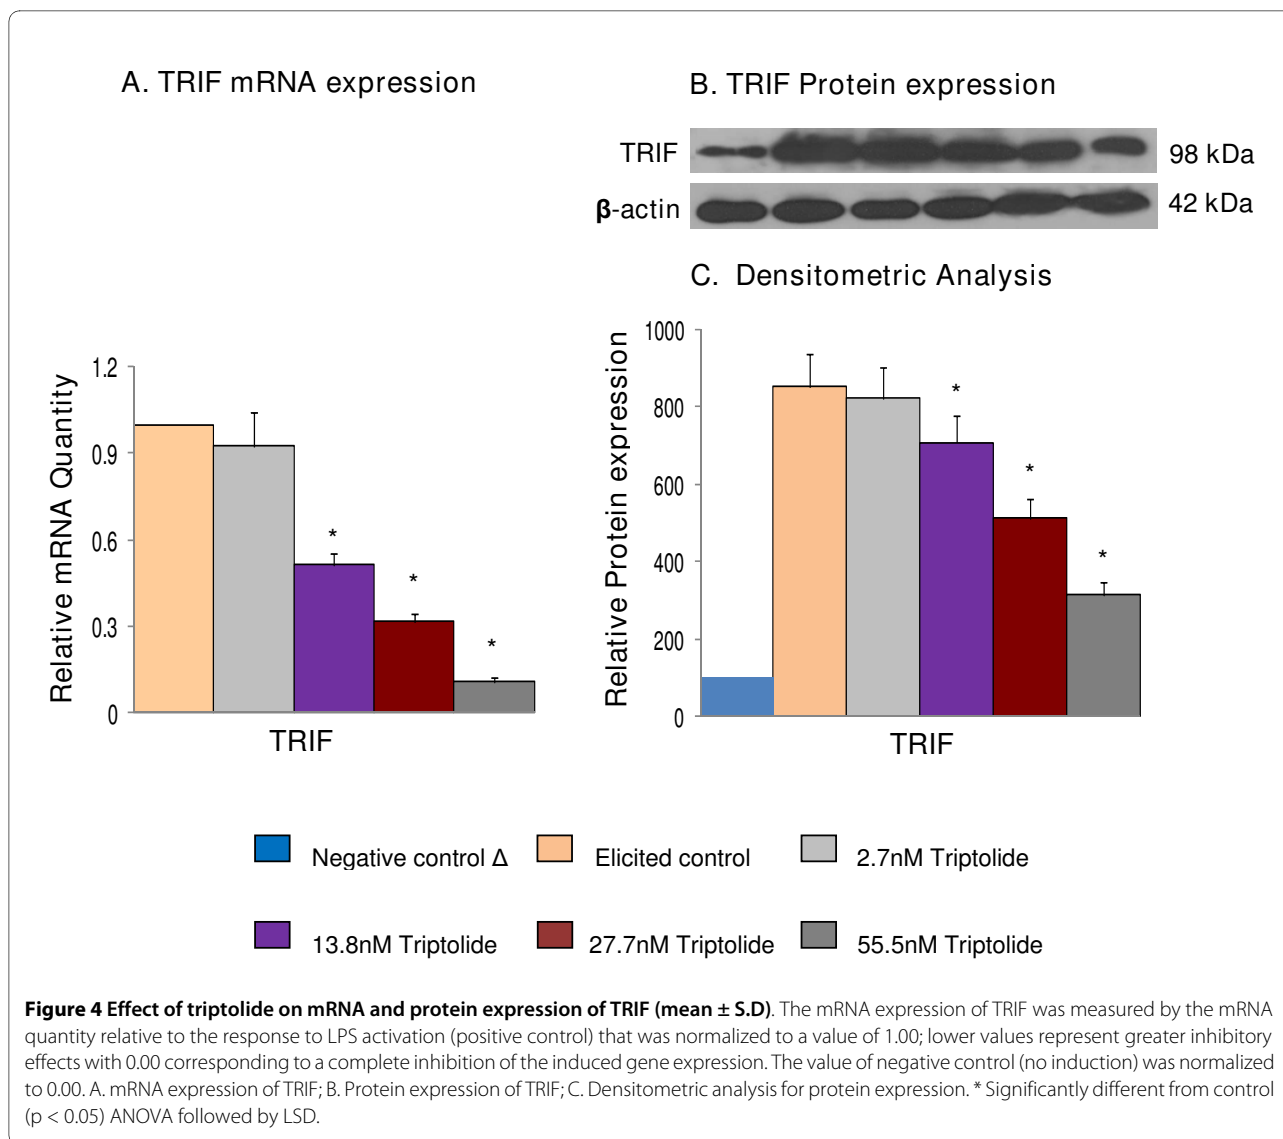 A. TRIF mRNA expression
B. TRIF Protein expression
TRIF
98 kDa
β-actin
42 kDa
C. Densitometric Analysis
Relative mRNA Quantity
1.2
0.9
0.6
0.3
0
*
*
*
TRIF
Relative Protein expression
1000
800
600
400
200
0
*
*
*
TRIF
Negative control Δ
Elicited control
2.7nM Triptolide
13.8nM Triptolide
27.7nM Triptolide
55.5nM Triptolide
Figure 4 Effect of triptolide on mRNA and protein expression of TRIF (mean ± S.D). The mRNA expression of TRIF was measured by the mRNA
quantity relative to the response to LPS activation (positive control) that was normalized to a value of 1.00; lower values represent greater inhibitory
effects with 0.00 corresponding to a complete inhibition of the induced gene expression. The value of negative control (no induction) was normalized
to 0.00. A. mRNA expression of TRIF; B. Protein expression of TRIF; C. Densitometric analysis for protein expression. * Significantly different from control
(p < 0.05) ANOVA followed by LSD.